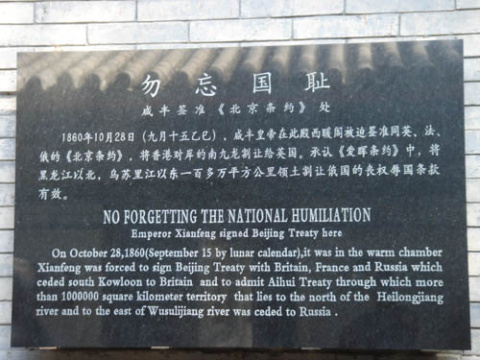 勿忘国耻
咸丰签准《北京条约》处
1860年10月28日（九月十五乙巳），咸丰皇帝在此殿西暖阁被迫签准同英、法、
俄的《北京条约》，将香港对岸的南九龙割让给英国。承认《爱晖条约》中，将
黑龙江以北，乌苏里江以东一百多万平方公里领土割让俄国的丧权辱国条款
有效。
NO FORGETTING THE NATIONAL HUMILIATION
Emperor Xianfeng signed Beijing Treaty here
On October 28,1860(September 15 by lunar calendar),it was in the warm chamber
Xianfeng was forced to sign Beijing Treaty with Britain, France and Russia which
ceded south Kowloon to Britain and to admit Aihui Treaty through which more
than 1000000 square kilometer territory that lies to the north of the Heilongjiang
river and to the east of Wusulijiang river was ceded to Russia .